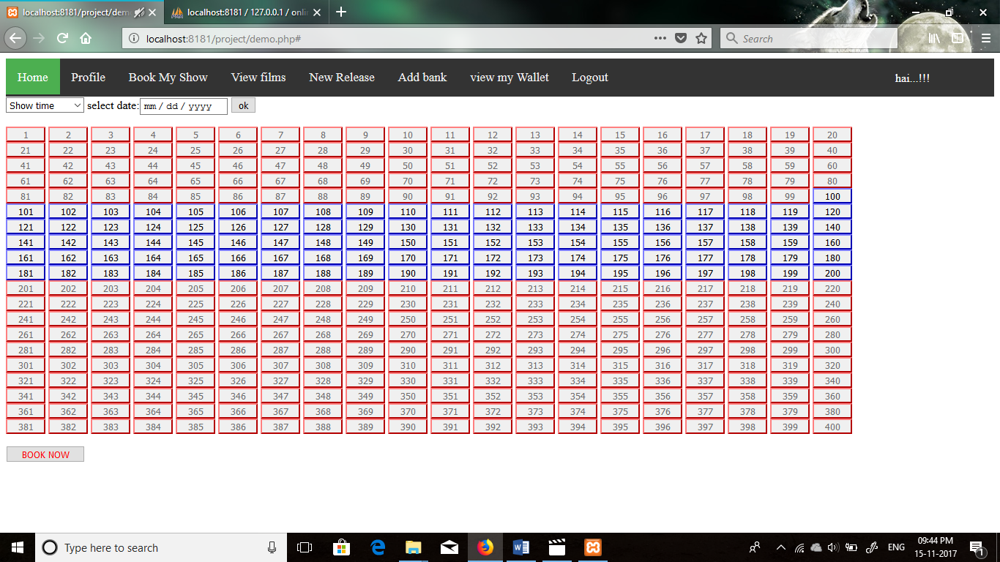 localhost:8181/project/demo
localhost:8181 / 127.0.0.1 / onli
localhost:8181/project/demo.php#
Search
Home Profile Book My Show View films New Release Add bank view my Wallet Logout hai...!!!
Show time select date: mm / dd / yyyy ok
1 2 3 4 5 6 7 8 9 10 11 12 13 14 15 16 17 18 19 20
21 22 23 24 25 26 27 28 29 30 31 32 33 34 35 36 37 38 39 40
41 42 43 44 45 46 47 48 49 50 51 52 53 54 55 56 57 58 59 60
61 62 63 64 65 66 67 68 69 70 71 72 73 74 75 76 77 78 79 80
81 82 83 84 85 86 87 88 89 90 91 92 93 94 95 96 97 98 99 100
101 102 103 104 105 106 107 108 109 110 111 112 113 114 115 116 117 118 119 120
121 122 123 124 125 126 127 128 129 130 131 132 133 134 135 136 137 138 139 140
141 142 143 144 145 146 147 148 149 150 151 152 153 154 155 156 157 158 159 160
161 162 163 164 165 166 167 168 169 170 171 172 173 174 175 176 177 178 179 180
181 182 183 184 185 186 187 188 189 190 191 192 193 194 195 196 197 198 199 200
201 202 203 204 205 206 207 208 209 210 211 212 213 214 215 216 217 218 219 220
221 222 223 224 225 226 227 228 229 230 231 232 233 234 235 236 237 238 239 240
241 242 243 244 245 246 247 248 249 250 251 252 253 254 255 256 257 258 259 260
261 262 263 264 265 266 267 268 269 270 271 272 273 274 275 276 277 278 279 280
281 282 283 284 285 286 287 288 289 290 291 292 293 294 295 296 297 298 299 300
301 302 303 304 305 306 307 308 309 310 311 312 313 314 315 316 317 318 319 320
321 322 323 324 325 326 327 328 329 330 331 332 333 334 335 336 337 338 339 340
341 342 343 344 345 346 347 348 349 350 351 352 353 354 355 356 357 358 359 360
361 362 363 364 365 366 367 368 369 370 371 372 373 374 375 376 377 378 379 380
381 382 383 384 385 386 387 388 389 390 391 392 393 394 395 396 397 398 399 400
BOOK NOW
Type here to search
ENG
09:44 PM
15-11-2017
1